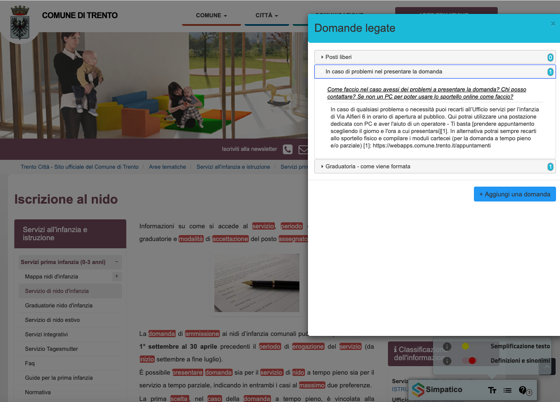 COMUNE DI TRENTO
COMUNE
CITTÀ
Iscriviti alla newsletter
Trento Città - Sito ufficiale del Comune di Trento
Aree tematiche
Servizi all'infanzia e istruzione
Servizi
Iscrizione al nido
Servizi all'infanzia e
istruzione
Servizi prima infanzia (0-3 anni)
Mappa nidi d'infanzia
+
Servizio di nido d'infanzia
Graduatorie nido d'infanzia
Servizio di nido estivo
Servizi integrativi
Servizio Tagesmutter
Faq
Guide per la prima infanzia
Normativa
Informazioni su come si accede al servizio, periodo
graduatorie e modalità di accettazione del posto assegnato
La domanda di ammissione ai nidi d'infanzia comunali può
1° settembre al 30 aprile precedenti il periodo di erogazione del servizio (da
inizio settembre a fine luglio).
È possibile presentare domanda sia per il servizio di nido a tempo pieno sia per il
servizio a tempo parziale, indicando in entrambi i casi al massimo due preferenze.
La prima scelta, nel caso della domanda a tempo pieno, è vincolata alla
Domande legate
×
Posti liberi
0
In caso di problemi nel presentare la domanda
1
Come faccio nel caso avessi dei problemi a presentare la domanda? Chi posso
contattare? Se non un PC per poter usare lo sportello online come faccio?
In caso di qualunque problema o necessità puoi recarti all'Ufficio servizi per l'infanzia
di Via Alfieri 6 in orario di apertura al pubblico. Qui potrai utilizzare una postazione
dedicata con PC e aver l'aiuto di un operatore - Ti basta [prendere appuntamento
scegliendo il giorno e l'ora a cui presentarsi][1]. In alternativa potrai sempre recarti
allo sportello fisico e compilare i moduli cartecei (per la domanda a tempo pieno
e/o parziale) [1]: https://webapps.comune.trento.it/appuntamenti
Graduatoria - come viene formata
1
+ Aggiungi una domanda
Classificazione
dell'informazione
Semplificazione testo
Definizioni e sinonimi
Simpatico